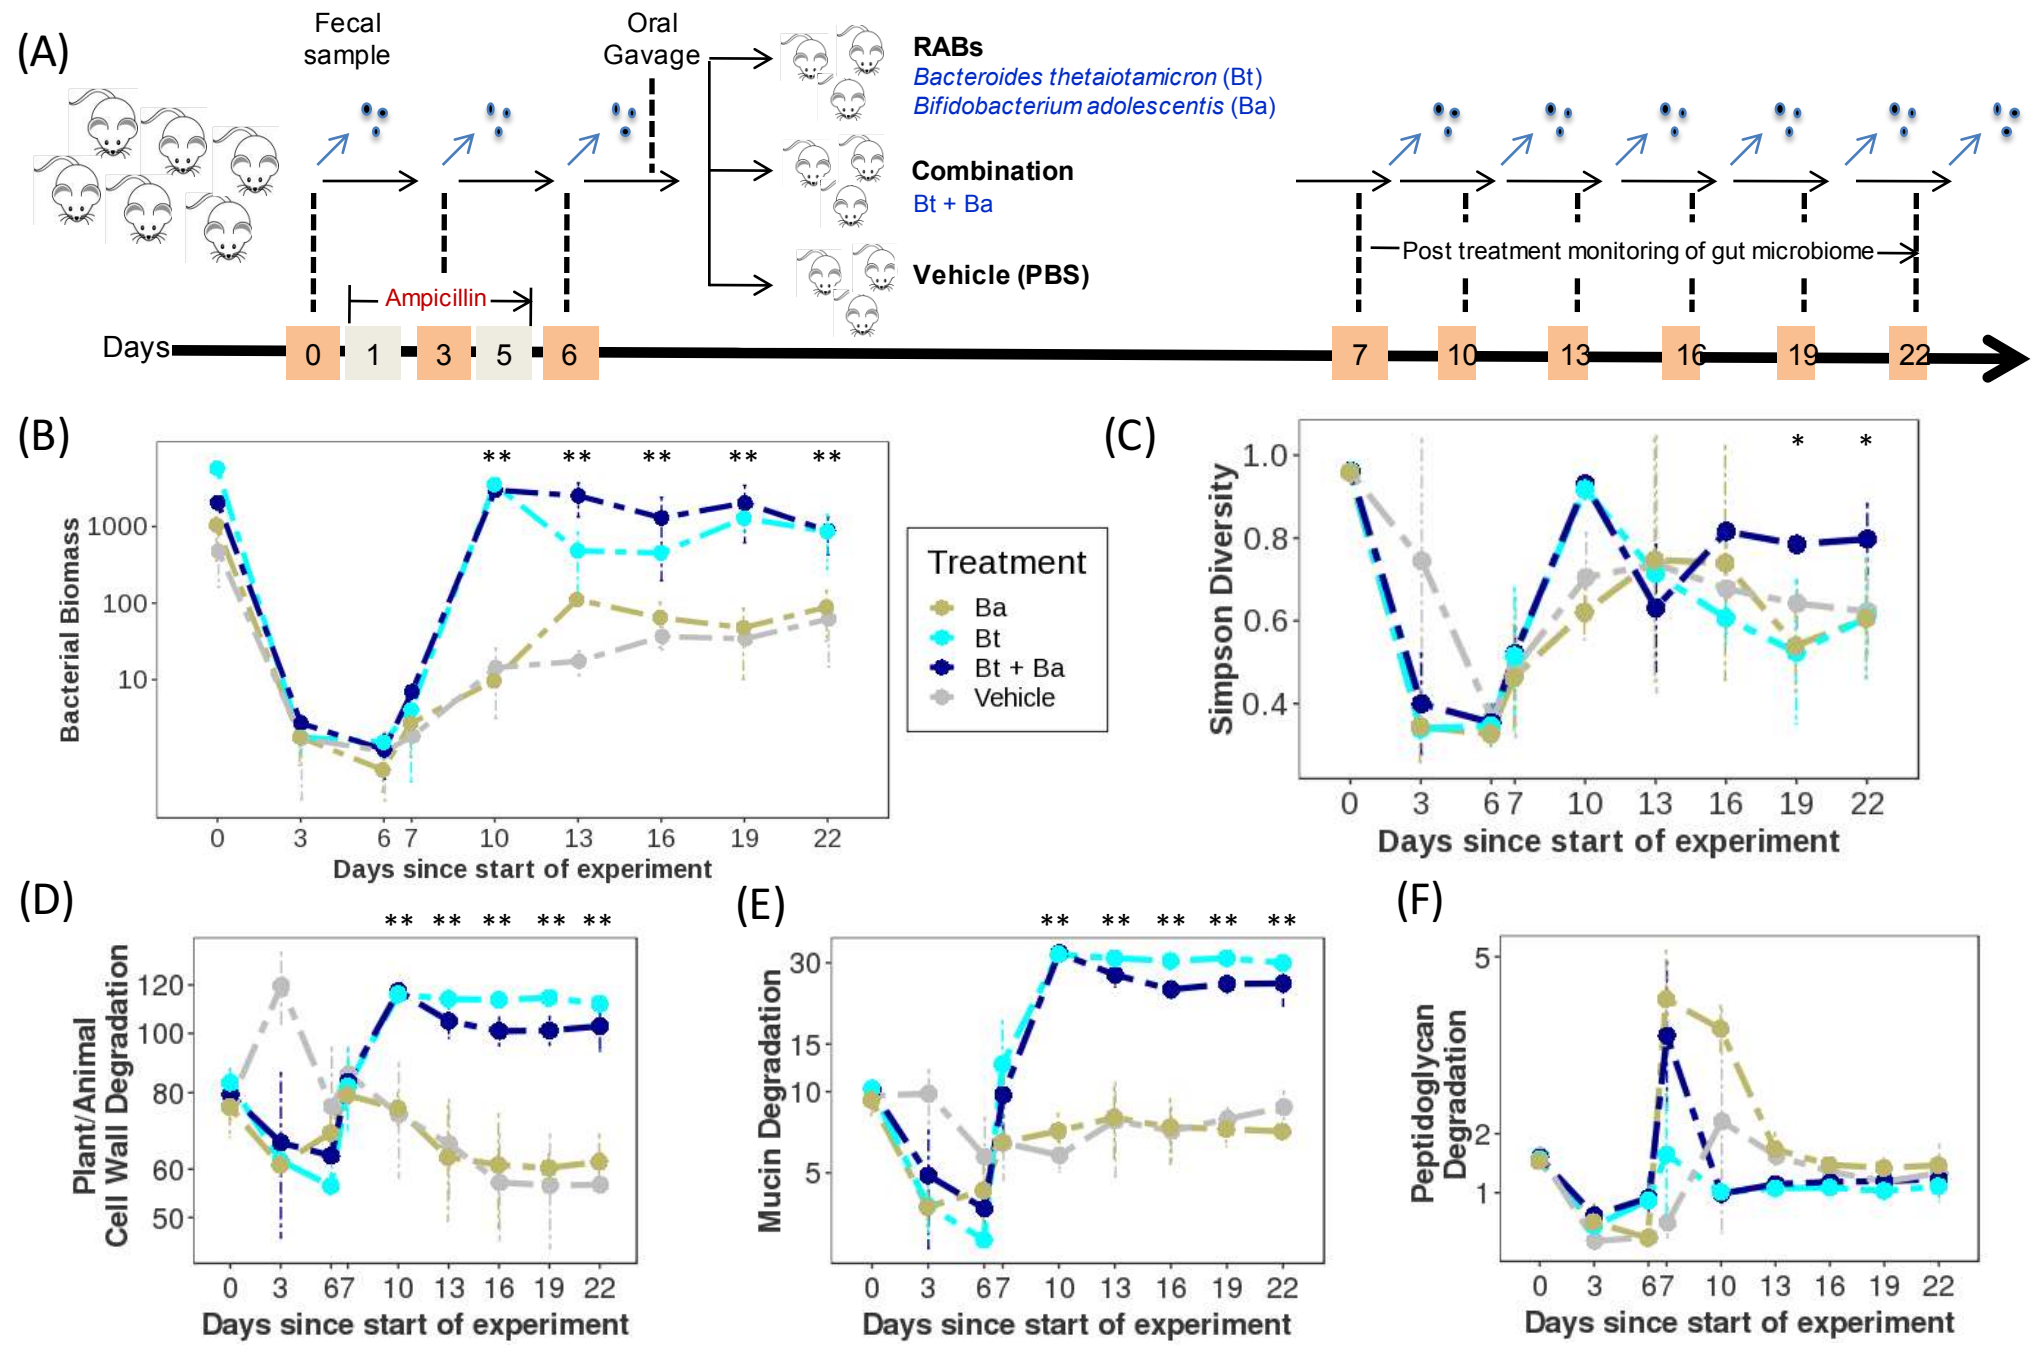 (A)
Fecal
sample
Oral
Gavage
RABs
Bacteroides thetaiotamicron (Bt)
Bifidobacterium adolescentis (Ba)
Combination
Bt + Ba
Vehicle (PBS)
Post treatment monitoring of gut microbiome
Ampicillin
Days 0 1 3 5 6 7 10 13 16 19 22
(B)
** ** ** ** **
Bacterial Biomass
1000
100
10
0 3 6 7 10 13 16 19 22
Days since start of experiment
Treatment
Ba
Bt
Bt + Ba
Vehicle
(C)
* *
Simpson Diversity
1.0
0.8
0.6
0.4
0 3 6 7 10 13 16 19 22
Days since start of experiment
(D)
** ** ** ** **
Plant/Animal
Cell Wall Degradation
120
100
80
60
50
0 3 6 7 10 13 16 19 22
Days since start of experiment
(E)
** ** ** ** **
Mucin Degradation
30
15
10
5
0 3 6 7 10 13 16 19 22
Days since start of experiment
(F)
Peptidoglycan
Degradation
5
2
1
0 3 6 7 10 13 16 19 22
Days since start of experiment